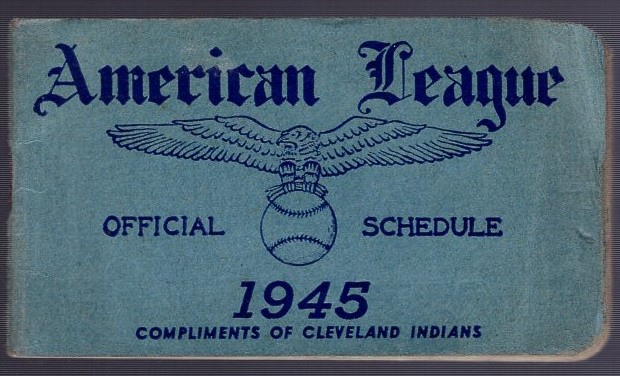 American League
OFFICIAL SCHEDULE
1945
COMPLIMENTS OF CLEVELAND INDIANS